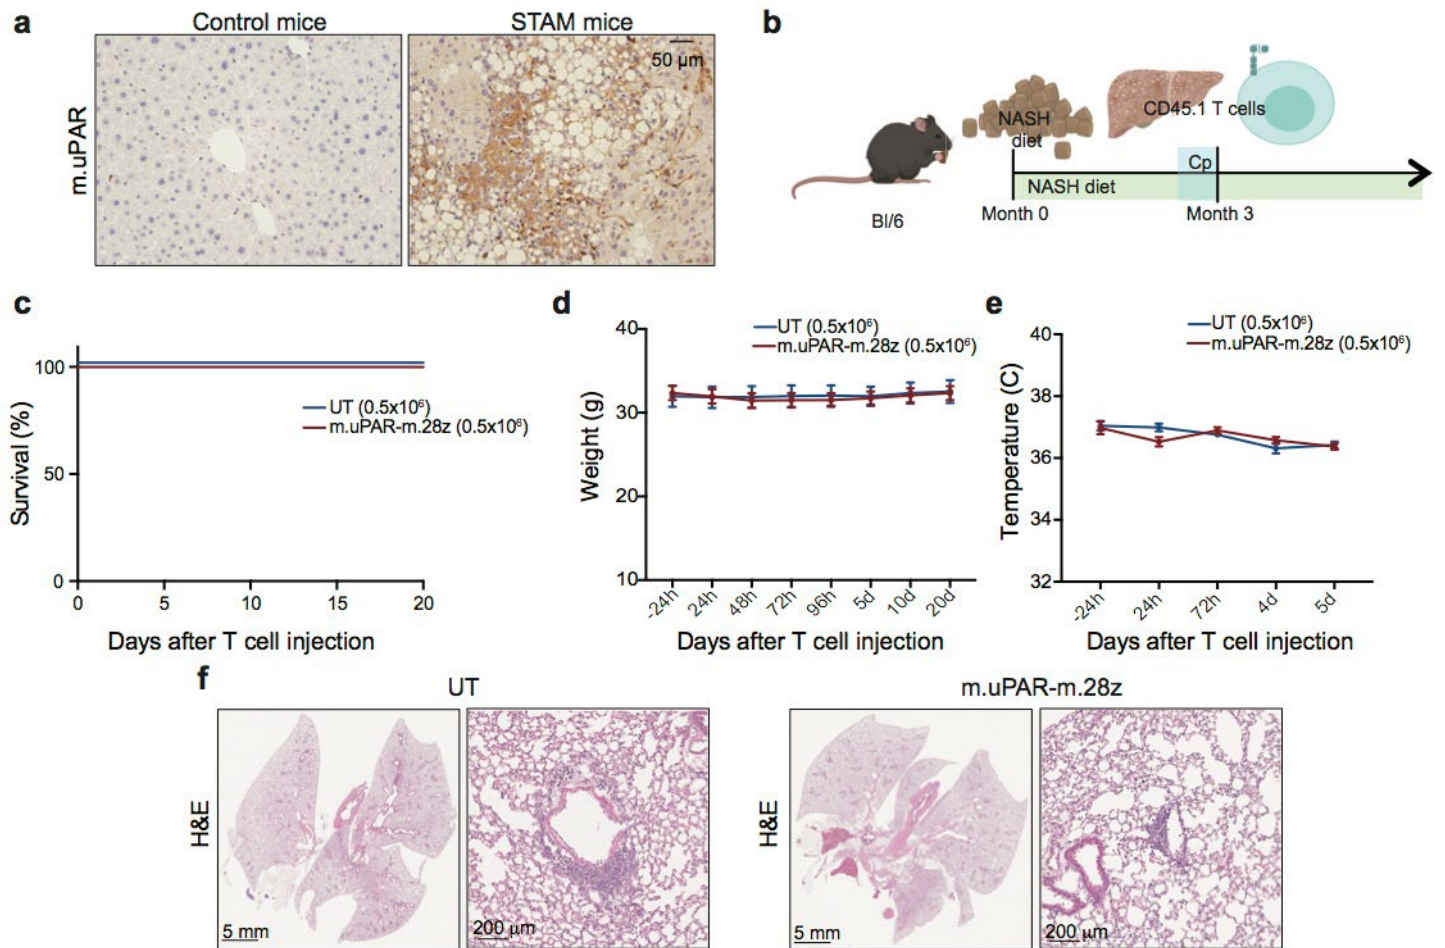 a
Control mice
STAM mice
m.uPAR
50 µm
b
NASH
diet
CD45.1 T cells
Cp
NASH diet
Month 0
Month 3
Bl/6
c
Survival (%)
100
50
0
UT (0.5x10⁶)
m.uPAR-m.28z (0.5x10⁶)
0 5 10 15 20
Days after T cell injection
d
Weight (g)
40
30
20
10
UT (0.5x10⁶)
m.uPAR-m.28z (0.5x10⁶)
-24h 24h 48h 72h 96h 5d 10d 20d
Days after T cell injection
e
Temperature (C)
40
38
36
34
32
UT (0.5x10⁶)
m.uPAR-m.28z (0.5x10⁶)
-24h 24h 72h 4d 5d
Days after T cell injection
f
UT
m.uPAR-m.28z
H&E
5 mm
200 µm
H&E
5 mm
200 µm